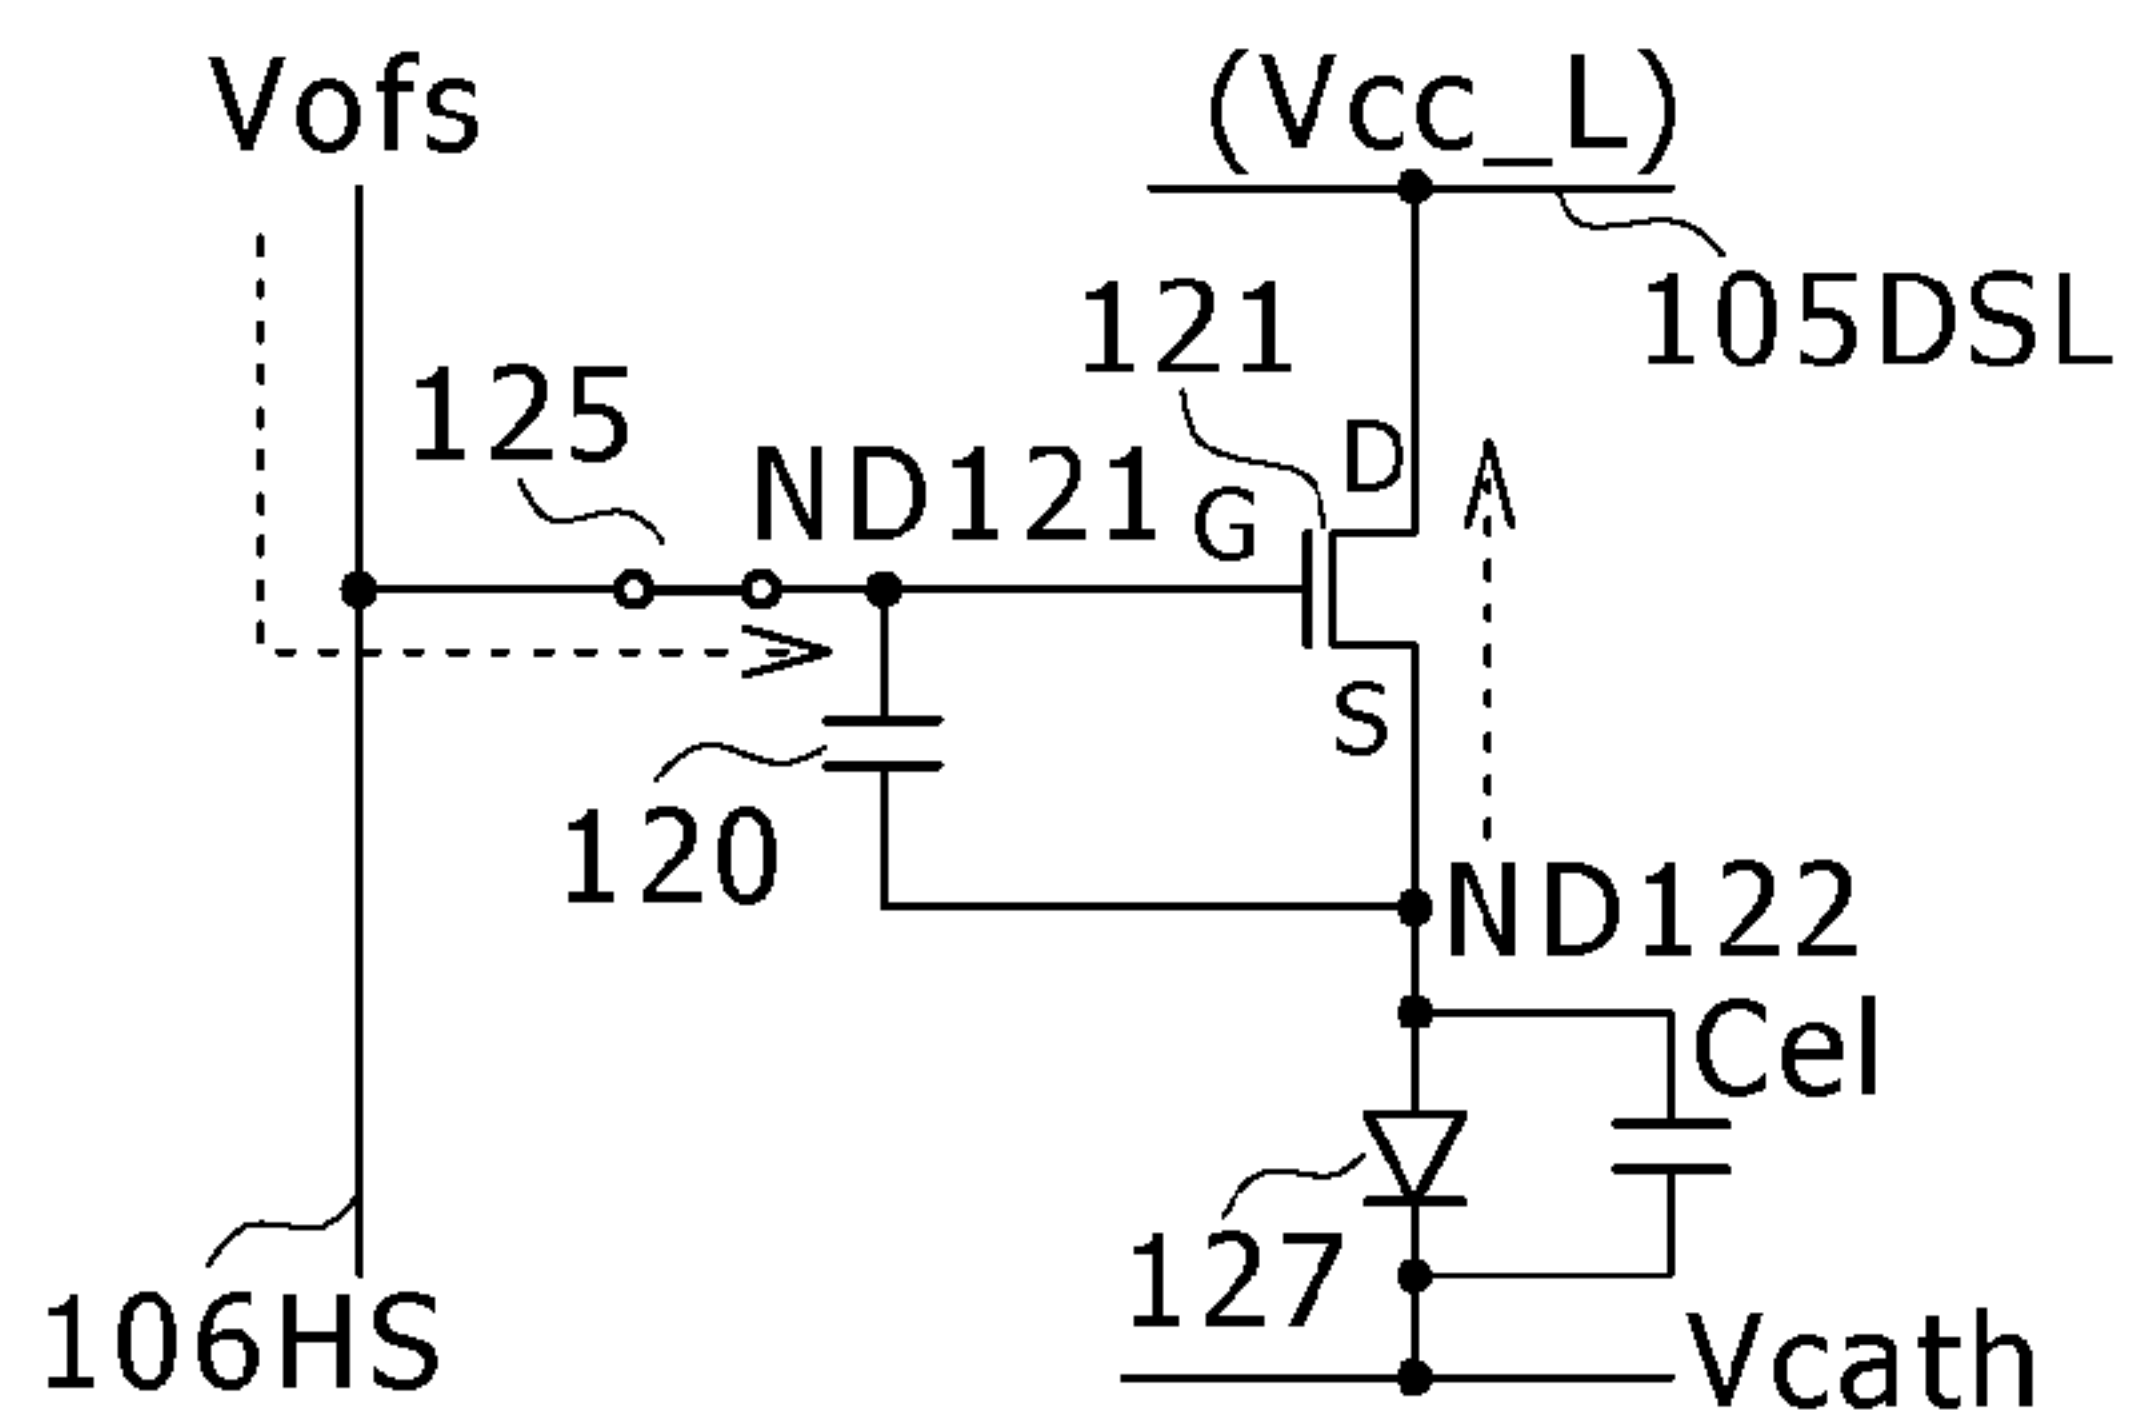 Vofs
(Vcc_L)
105DSL
121
125
D
ND121
G
S
120
ND122
Cel
127
106HS
Vcath